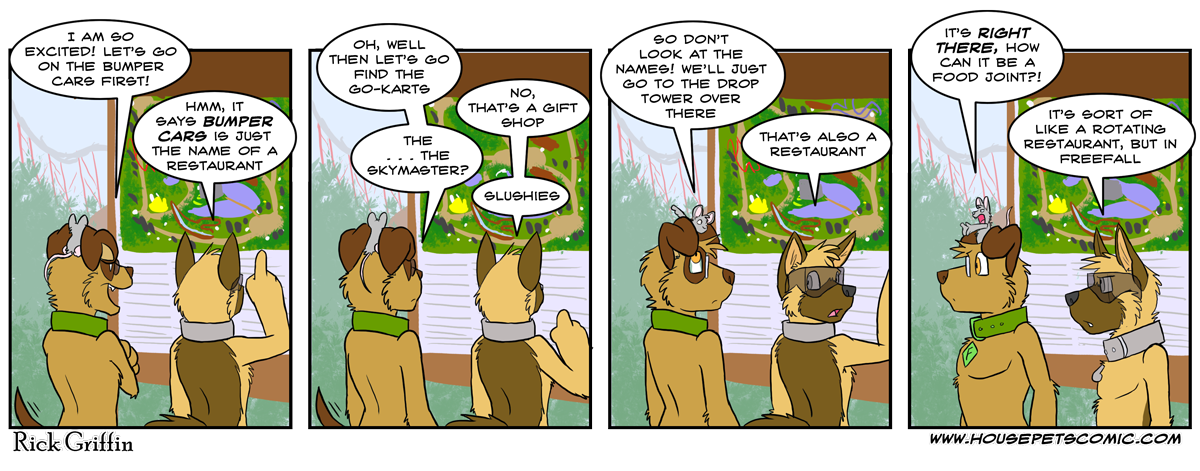 I AM SO
EXCITED! LET'S GO
ON THE BUMPER
CARS FIRST!
HMM, IT
SAYS BUMPER
CARS IS JUST
THE NAME OF A
RESTAURANT
OH, WELL
THEN LET'S GO
FIND THE
GO-KARTS
NO,
THAT'S A GIFT
SHOP
THE
. . . THE
SKYMASTER?
SLUSHIES
SO DON'T
LOOK AT THE
NAMES! WE'LL JUST
GO TO THE DROP
TOWER OVER
THERE
THAT'S ALSO A
RESTAURANT
IT'S RIGHT
THERE, HOW
CAN IT BE A
FOOD JOINT?!
IT'S SORT OF
LIKE A ROTATING
RESTAURANT, BUT IN
FREEFALL
Rick Griffin
WWW.HOUSEPETSCOMIC.COM